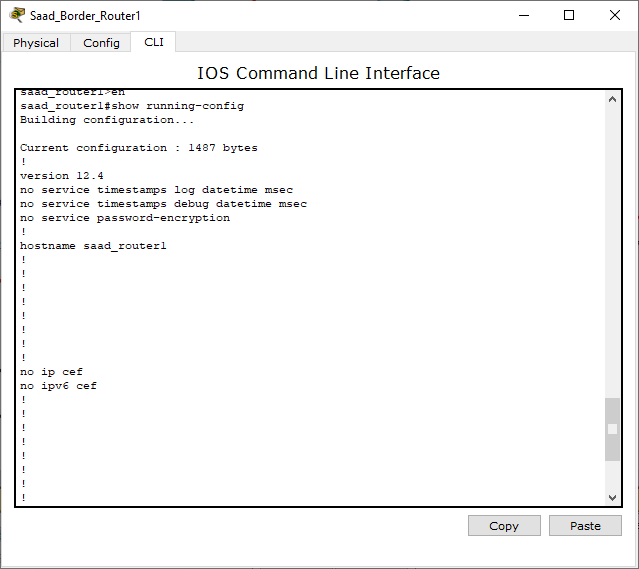 Saad_Border_Router1
Physical Config CLI
IOS Command Line Interface
saad_router1>en
saad_router1#show running-config
Building configuration...
Current configuration : 1487 bytes
!
version 12.4
no service timestamps log datetime msec
no service timestamps debug datetime msec
no service password-encryption
!
hostname saad_router1
!
!
!
!
!
!
!
!
no ip cef
no ipv6 cef
!
!
!
!
!
!
!
!
Copy Paste